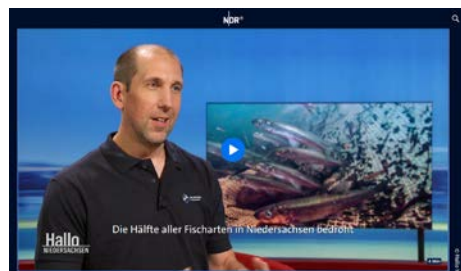 NDR
Die Hälfte aller Fischarten in Niedersachsen bedroht
Hallo
NIEDERSACHSEN